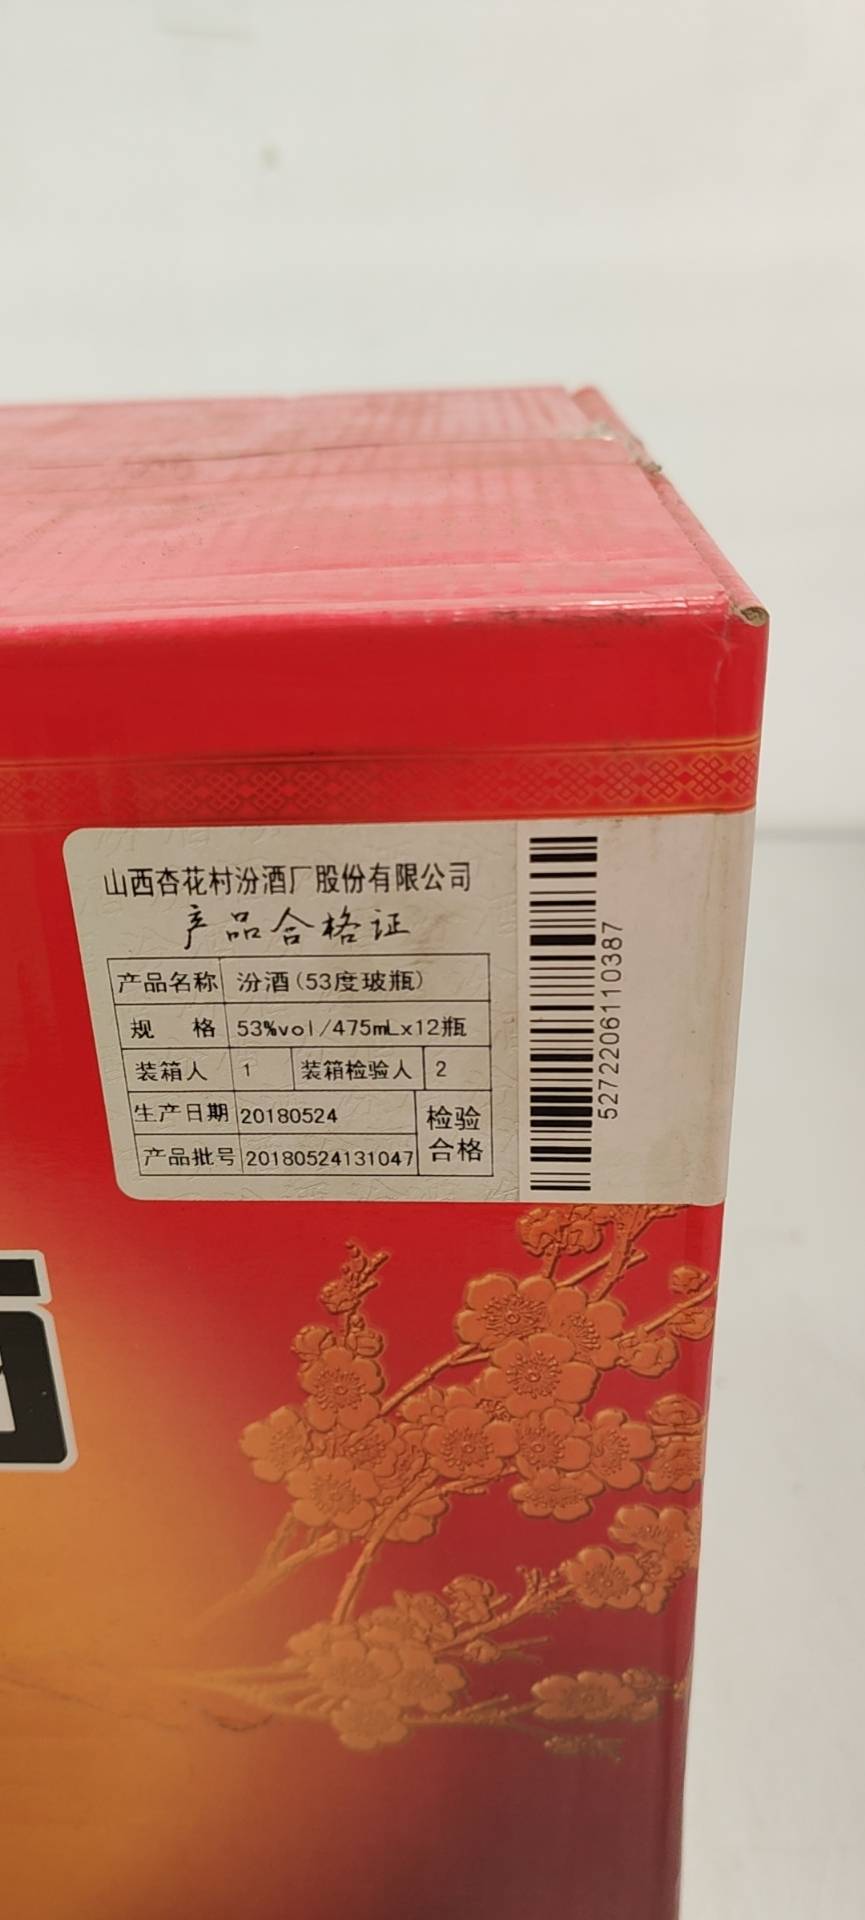 山西杏花村汾酒厂股份有限公司
产品合格证
产品名称 汾酒(53度玻瓶)
规 格 53%vol/475mLx12瓶
装箱人 1 装箱检验人 2
生产日期 20180524 检验
产品批号 20180524131047 合格
5272206110387